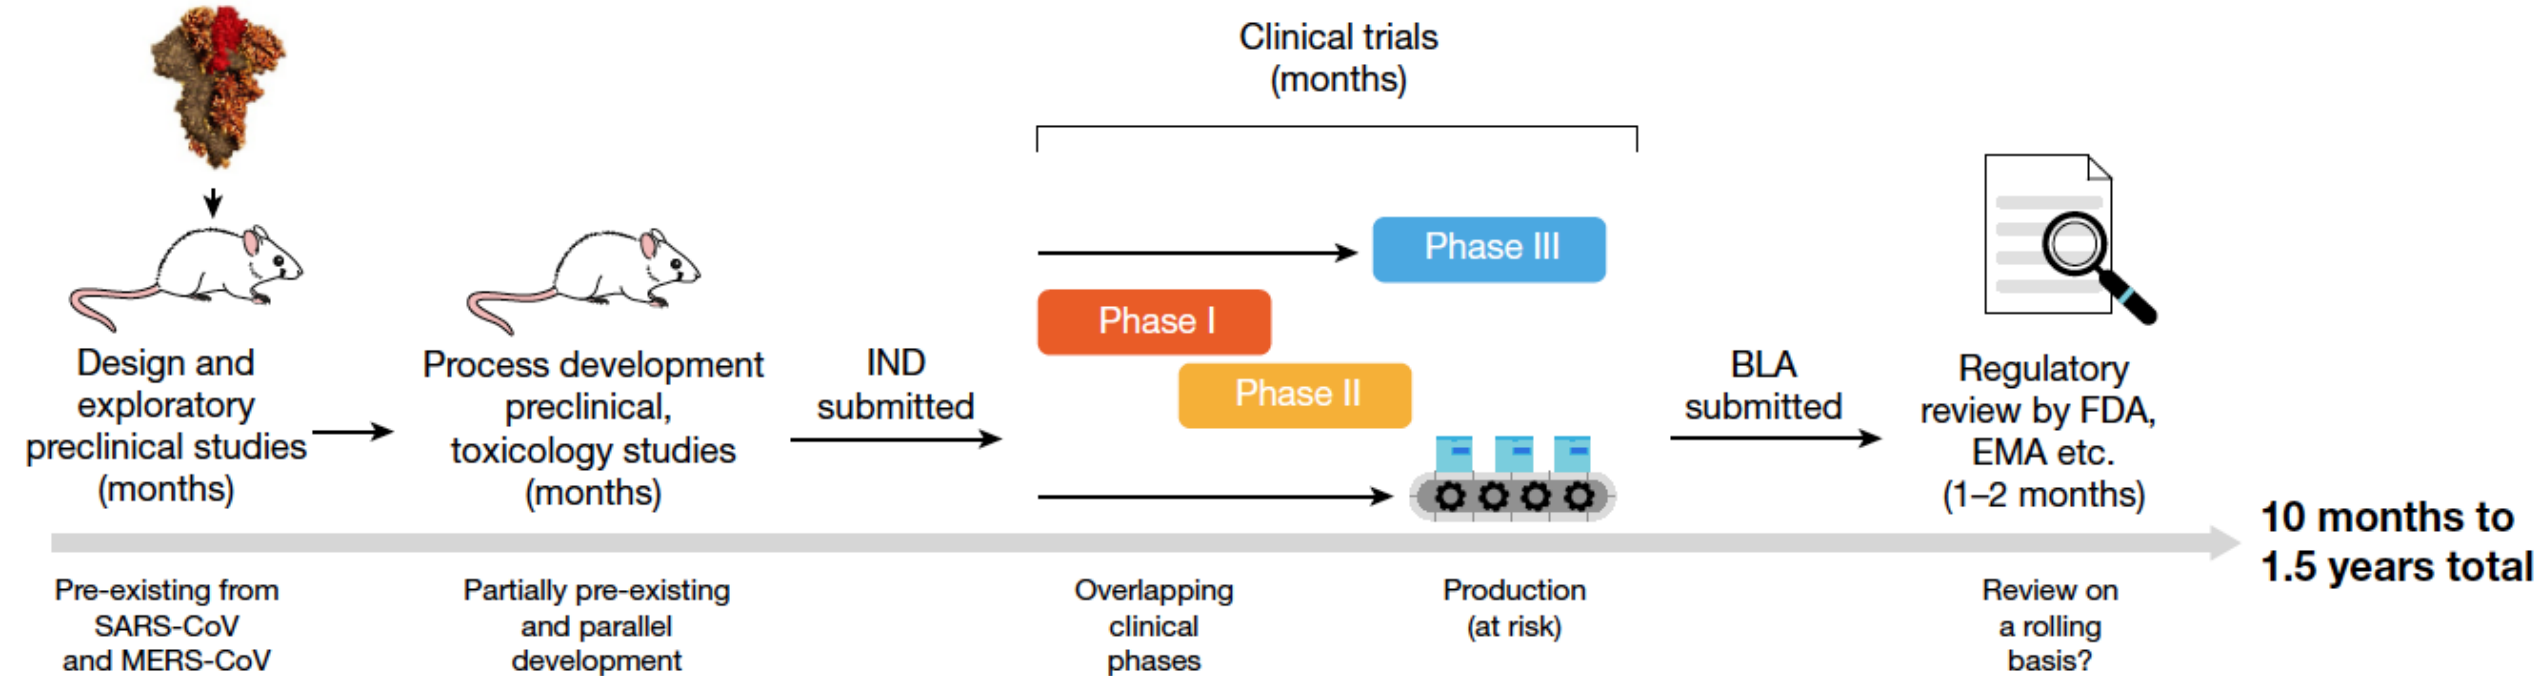 Clinical trials
(months)
Phase III
Phase I
Phase II
Design and
exploratory
preclinical studies
(months)
Process development
preclinical,
toxicology studies
(months)
IND
submitted
BLA
submitted
Regulatory
review by FDA,
EMA etc.
(1–2 months)
10 months to
1.5 years total
Pre-existing from
SARS-CoV
and MERS-CoV
Partially pre-existing
and parallel
development
Overlapping
clinical
phases
Production
(at risk)
Review on
a rolling
basis?